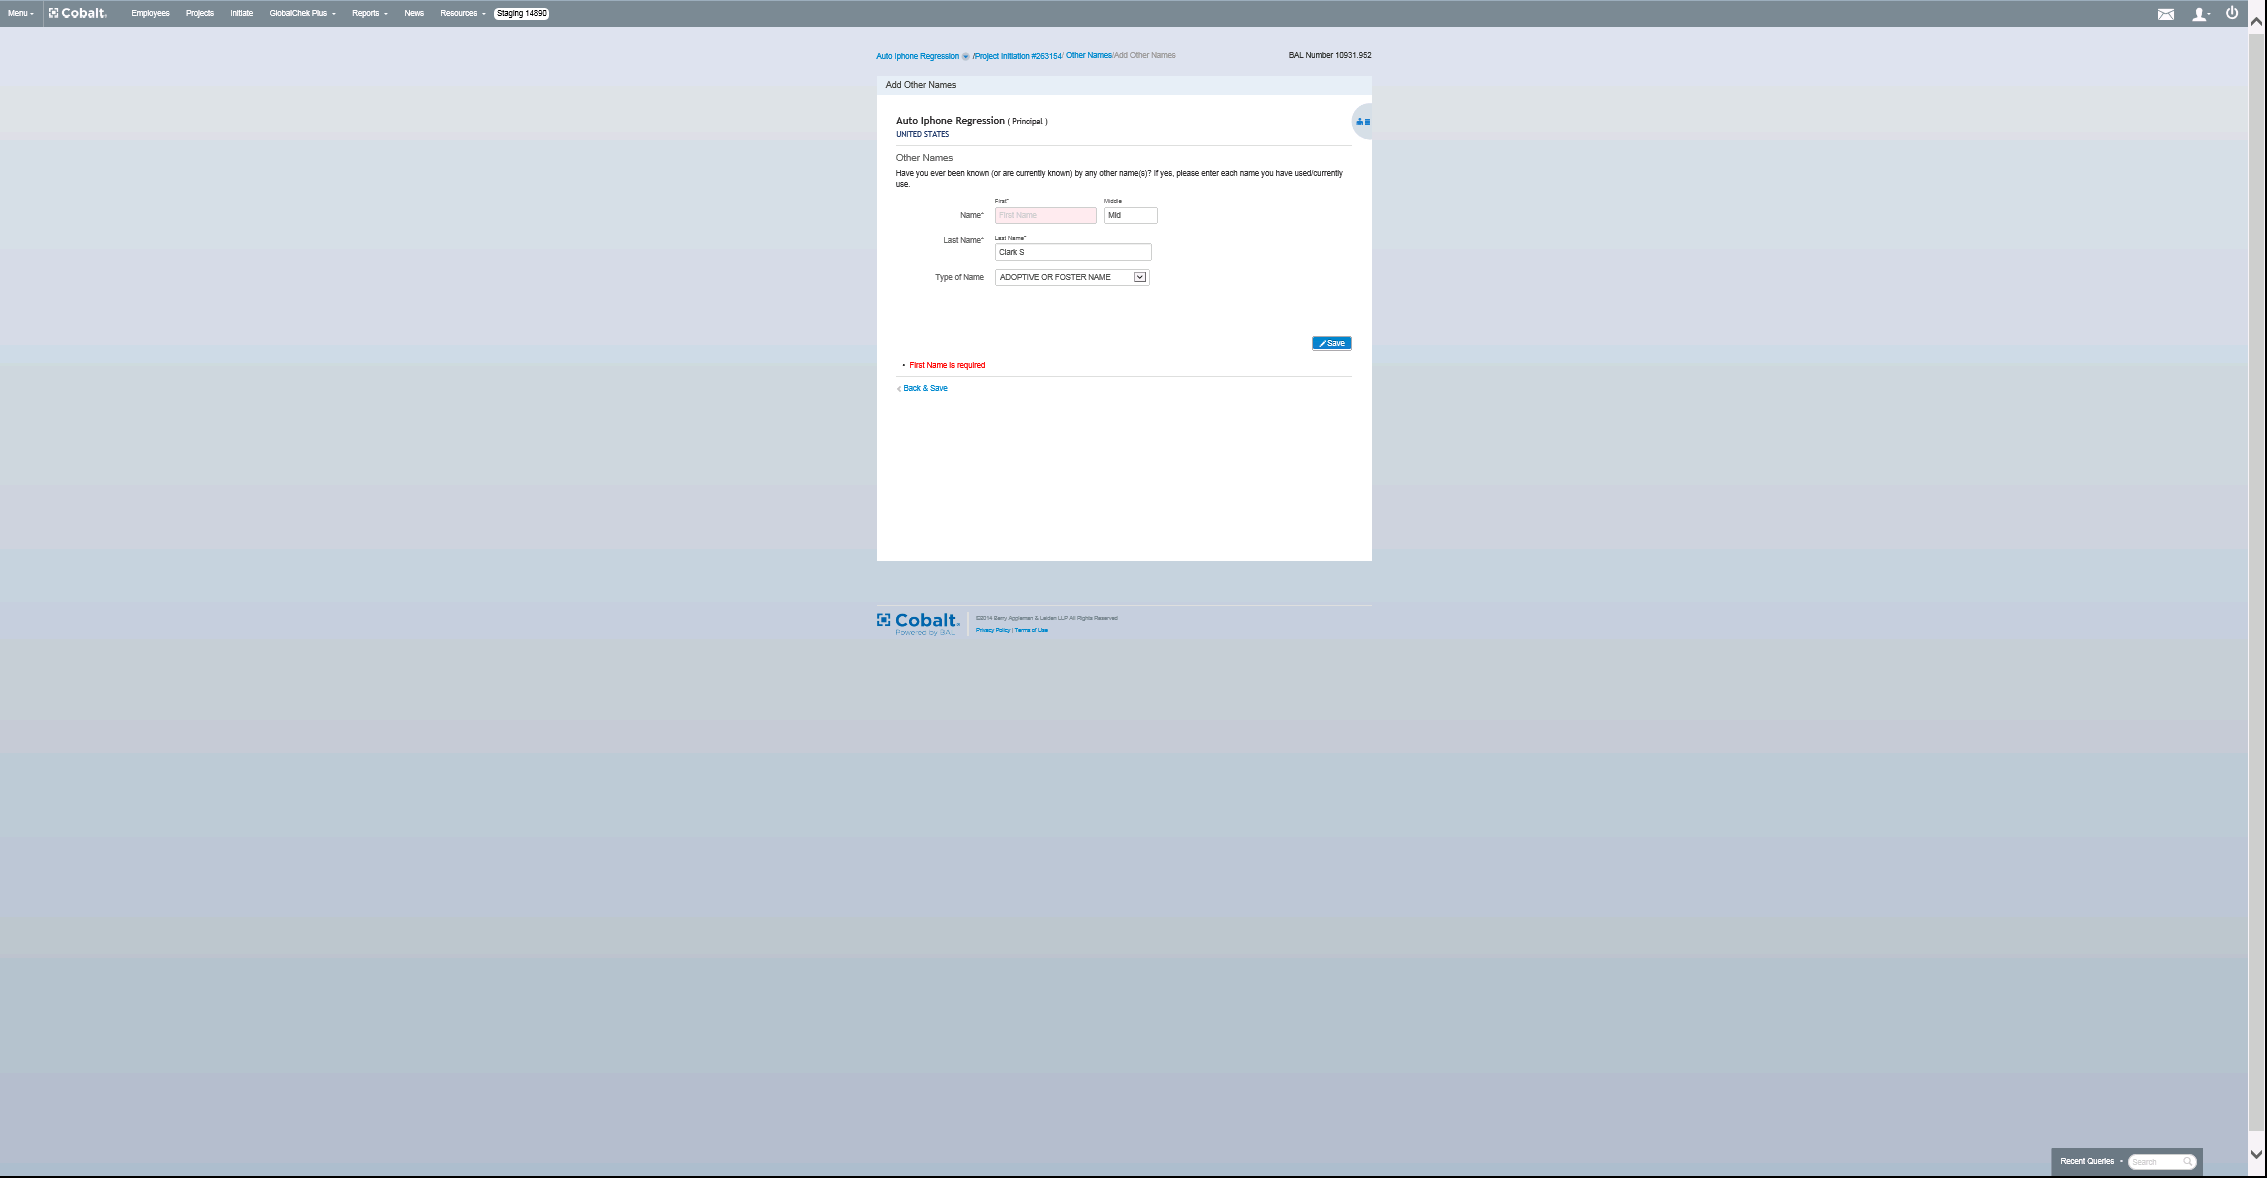 Menu Cobalt Employees Projects Initiate GlobalChek Plus Reports News Resources Staging 14890
Auto Iphone Regression /Project Initiation #263154/ Other Names/Add Other Names BAL Number 10931.952
Add Other Names
Auto Iphone Regression ( Principal )
UNITED STATES
Other Names
Have you ever been known (or are currently known) by any other name(s)? If yes, please enter each name you have used/currently
use.
First* Middle
Name* First Name Mid
Last Name* Last Name*
Clark S
Type of Name ADOPTIVE OR FOSTER NAME
Save
• First Name is required
Back & Save
Cobalt
Powered by BAL
©2014 Barry Appleman & Leiden LLP All Rights Reserved
Privacy Policy | Terms of Use
Recent Queries Search